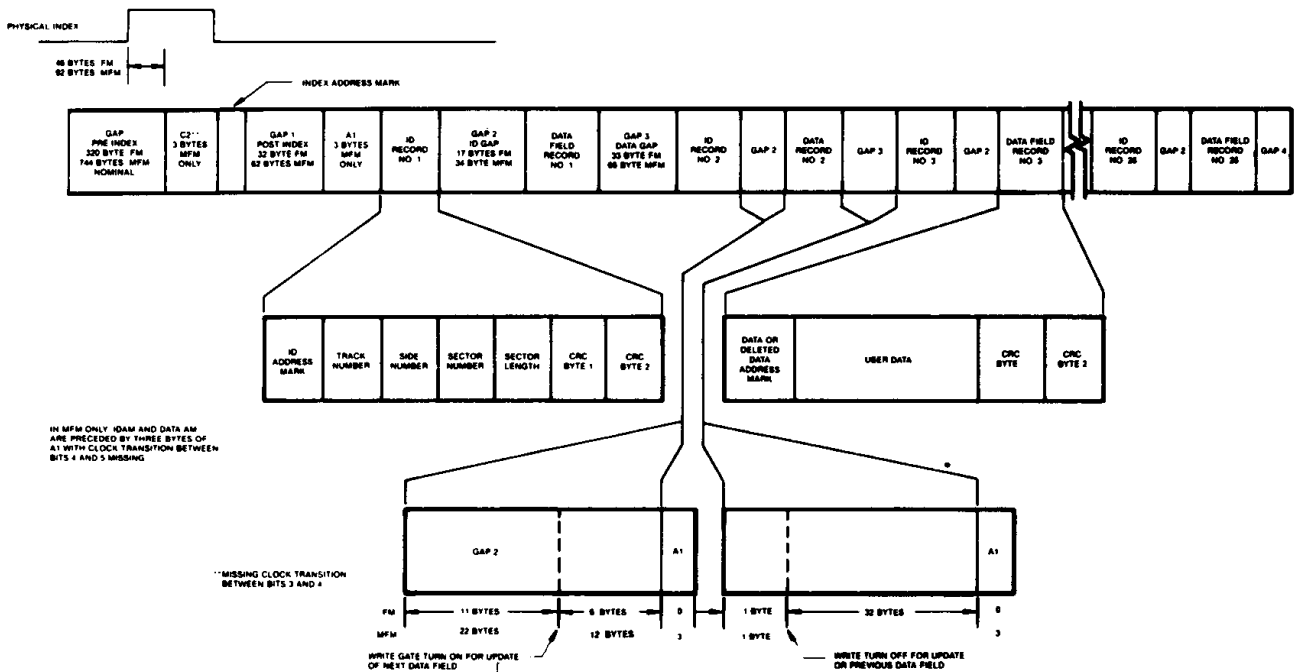 PHYSICAL INDEX
46 BYTES FM
92 BYTES MFM
INDEX ADDRESS MARK
GAP
PRE INDEX
320 BYTE FM
744 BYTES MFM
NOMINAL
C2**
3 BYTES
MFM
ONLY
GAP 1
POST INDEX
32 BYTE FM
62 BYTES MFM
A1
3 BYTES
MFM
ONLY
ID
RECORD
NO. 1
GAP 2
ID GAP
17 BYTES FM
34 BYTE MFM
DATA
FIELD
RECORD
NO. 1
GAP 3
DATA GAP
33 BYTE FM
66 BYTE MFM
ID
RECORD
NO. 2
GAP 2
DATA
RECORD
NO. 2
GAP 3
ID
RECORD
NO. 3
GAP 2
DATA FIELD
RECORD
NO. 3
ID
RECORD
NO. 26
GAP 2
DATA FIELD
RECORD
NO. 26
GAP 4
ID
ADDRESS
MARK
TRACK
NUMBER
SIDE
NUMBER
SECTOR
NUMBER
SECTOR
LENGTH
CRC
BYTE 1
CRC
BYTE 2
DATA OR
DELETED
DATA
ADDRESS
MARK
USER DATA
CRC
BYTE
CRC
BYTE 2
IN MFM ONLY IDAM AND DATA AM
ARE PRECEDED BY THREE BYTES OF
A1 WITH CLOCK TRANSITION BETWEEN
BITS 4 AND 5 MISSING
GAP 2
A1
A1
**MISSING CLOCK TRANSITION
BETWEEN BITS 3 AND 4
FM 11 BYTES 6 BYTES 0 1 BYTE 32 BYTES 0
MFM 22 BYTES 12 BYTES 3 1 BYTE 3
WRITE GATE TURN ON FOR UPDATE
OF NEXT DATA FIELD
WRITE TURN OFF FOR UPDATE
OR PREVIOUS DATA FIELD